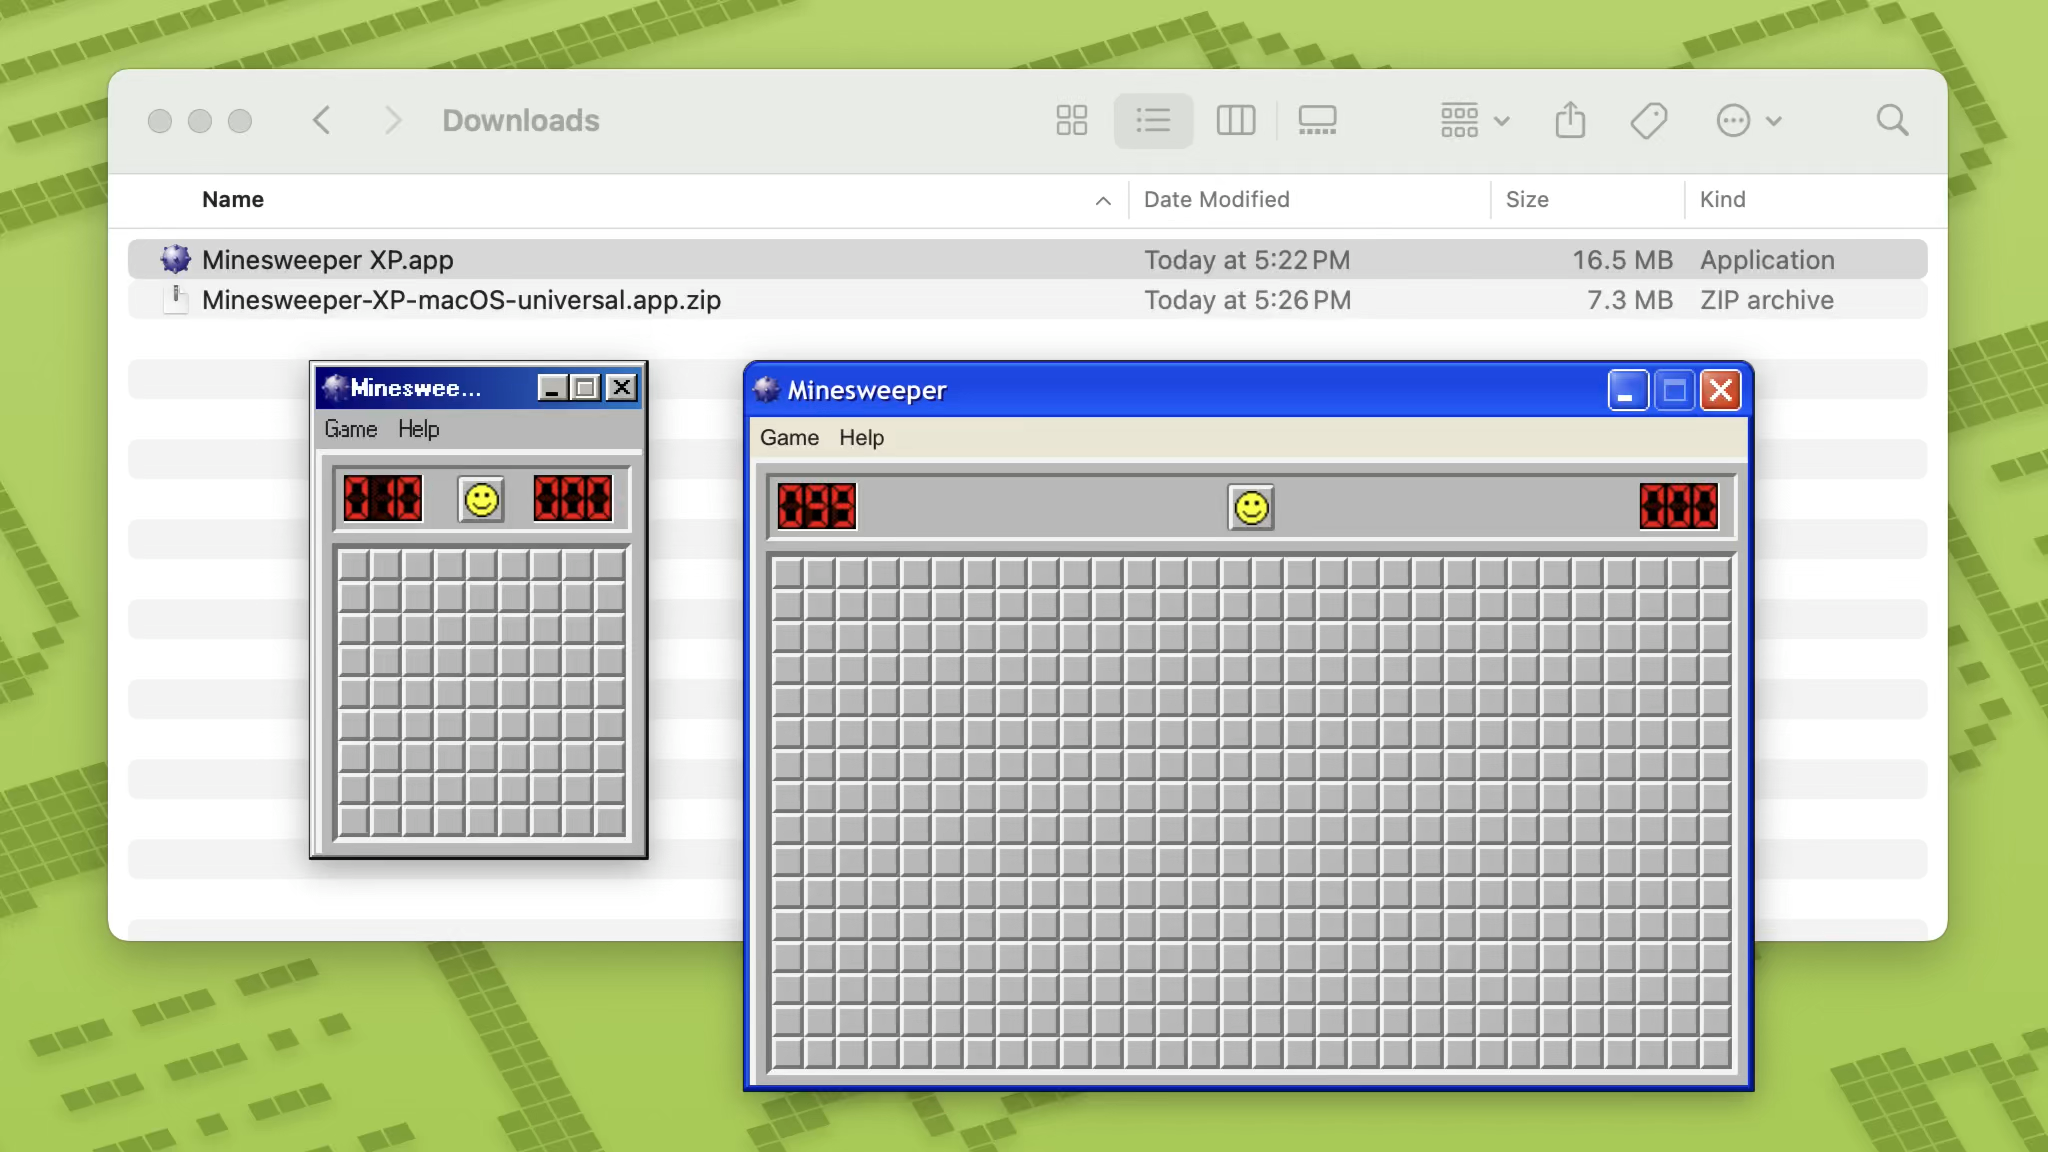 Downloads
Name Date Modified Size Kind
Minesweeper XP.app Today at 5:22 PM 16.5 MB Application
Minesweeper-XP-macOS-universal.app.zip Today at 5:26 PM 7.3 MB ZIP archive
Mineswee...
Game Help
010 000
Minesweeper
Game Help
099 000